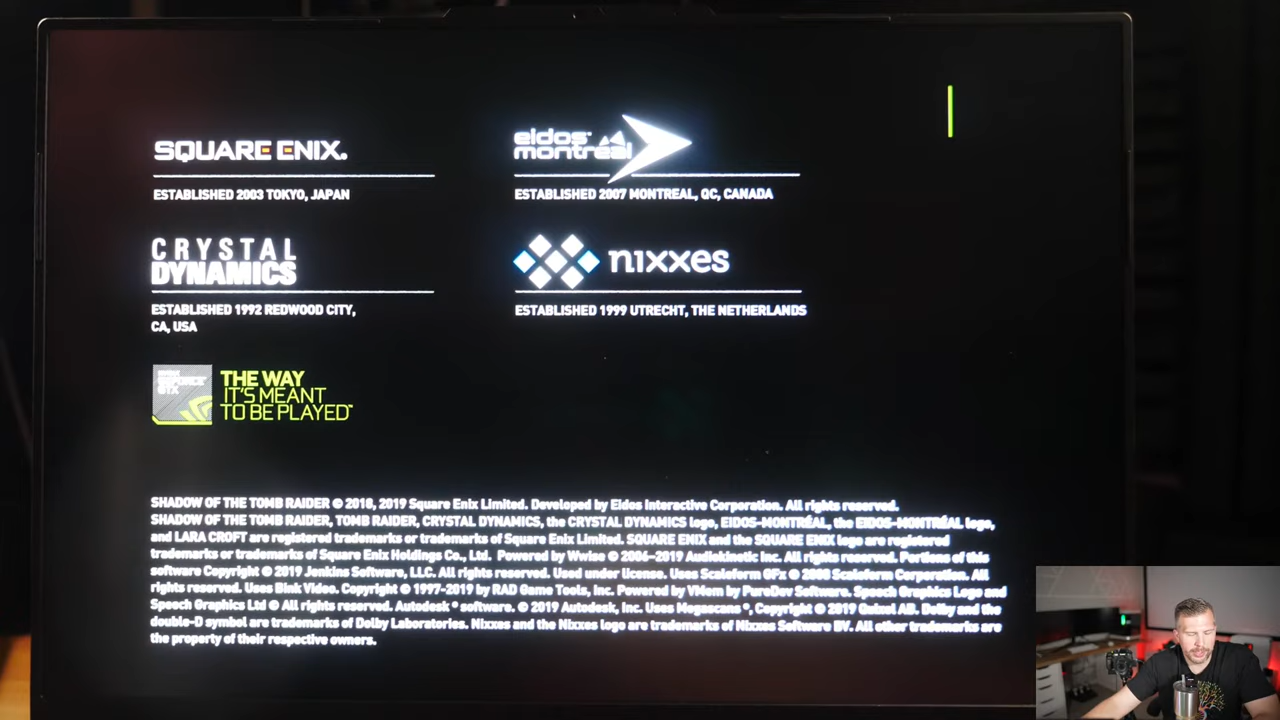 SQUARE ENIX.
ESTABLISHED 2003 TOKYO, JAPAN
eidos montréal
ESTABLISHED 2007 MONTREAL, QC, CANADA
CRYSTAL
DYNAMICS
ESTABLISHED 1992 REDWOOD CITY,
CA, USA
nixxes
ESTABLISHED 1999 UTRECHT, THE NETHERLANDS
GEFORCE
GTX
THE WAY
IT'S MEANT
TO BE PLAYED™
SHADOW OF THE TOMB RAIDER © 2018, 2019 Square Enix Limited. Developed by Eidos Interactive Corporation. All rights reserved.
SHADOW OF THE TOMB RAIDER, TOMB RAIDER, CRYSTAL DYNAMICS, the CRYSTAL DYNAMICS logo, EIDOS-MONTRÉAL, the EIDOS-MONTRÉAL logo,
and LARA CROFT are registered trademarks or trademarks of Square Enix Limited. SQUARE ENIX and the SQUARE ENIX logo are registered
trademarks or trademarks of Square Enix Holdings Co., Ltd. Powered by Wwise © 2006–2019 Audiokinetic Inc. All rights reserved. Portions of this
software Copyright © 2019 Jenkins Software, LLC. All rights reserved. Used under license. Uses Scaleform GFx © 2000 Scaleform Corporation. All
rights reserved. Uses Bink Video. Copyright © 1997-2019 by RAD Game Tools, Inc. Powered by VMem by PureDev Software. Speech Graphics Logo and
Speech Graphics Ltd © All rights reserved. Autodesk® software. © 2019 Autodesk, Inc. Uses Megascans®, Copyright © 2019 Quixel AB. Dolby and the
double-D symbol are trademarks of Dolby Laboratories. Nixxes and the Nixxes logo are trademarks of Nixxes Software BV. All other trademarks are
the property of their respective owners.